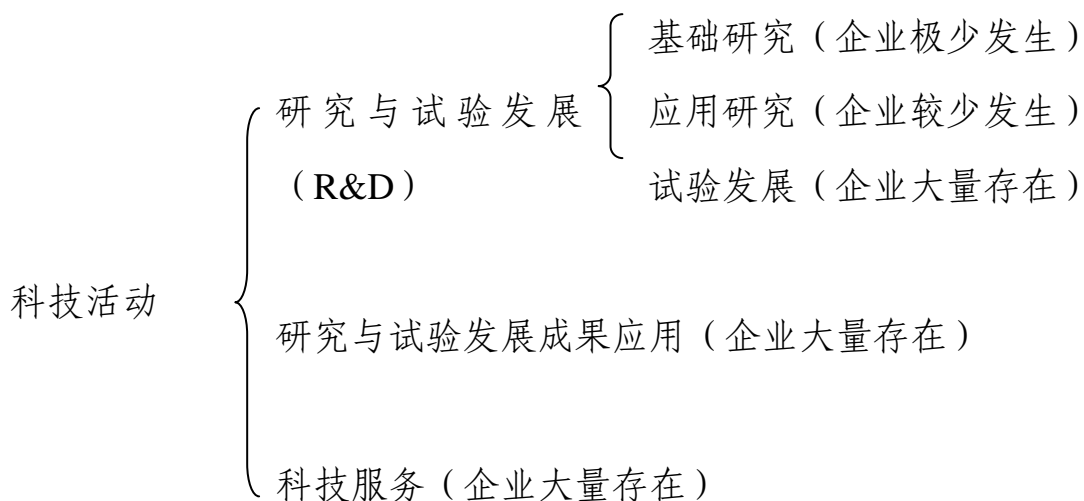 基础研究（企业极少发生）
研究与试验发展
应用研究（企业较少发生）
（R&D）
试验发展（企业大量存在）
科技活动
研究与试验发展成果应用（企业大量存在）
科技服务（企业大量存在）